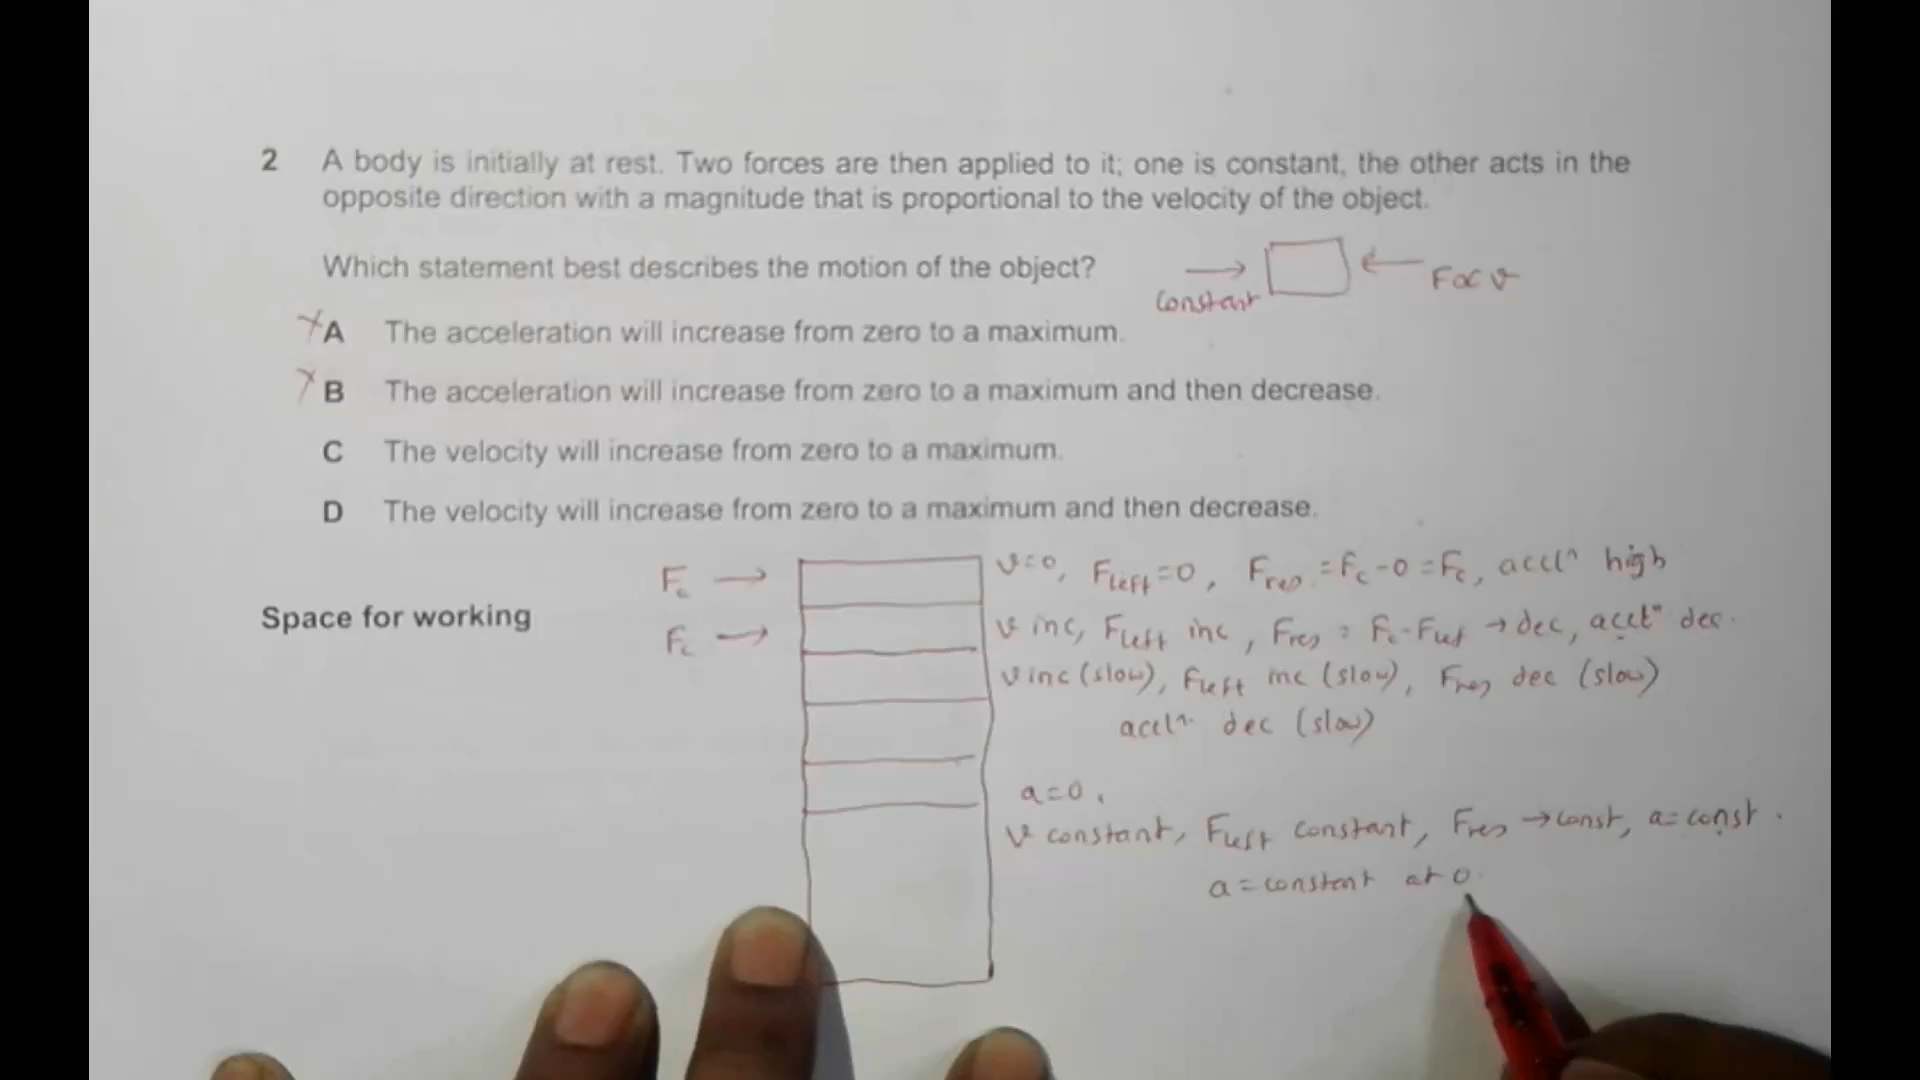 2 A body is initially at rest. Two forces are then applied to it; one is constant, the other acts in the
opposite direction with a magnitude that is proportional to the velocity of the object.
Which statement best describes the motion of the object?
constant
F∝v
A The acceleration will increase from zero to a maximum.
B The acceleration will increase from zero to a maximum and then decrease.
C The velocity will increase from zero to a maximum.
D The velocity will increase from zero to a maximum and then decrease.
Fc → v=0, Fleft=0, Fres = Fc-0=Fc, accln high
Space for working
Fc → v inc, Fleft inc, Fres = Fc-Fleft → dec, accln dec.
v inc (slow), Fleft inc (slow), Fres dec (slow)
accln dec (slow)
a=0,
v constant, Fleft constant, Fres → const, a=const.
a=constant at 0